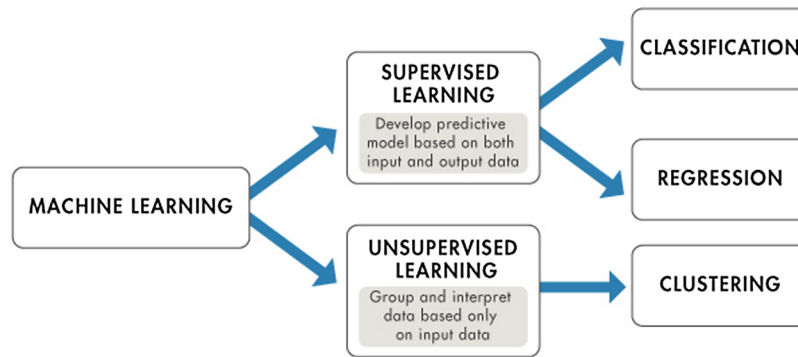 MACHINE LEARNING
SUPERVISED
LEARNING
Develop predictive
model based on both
input and output data
UNSUPERVISED
LEARNING
Group and interpret
data based only
on input data
CLASSIFICATION
REGRESSION
CLUSTERING